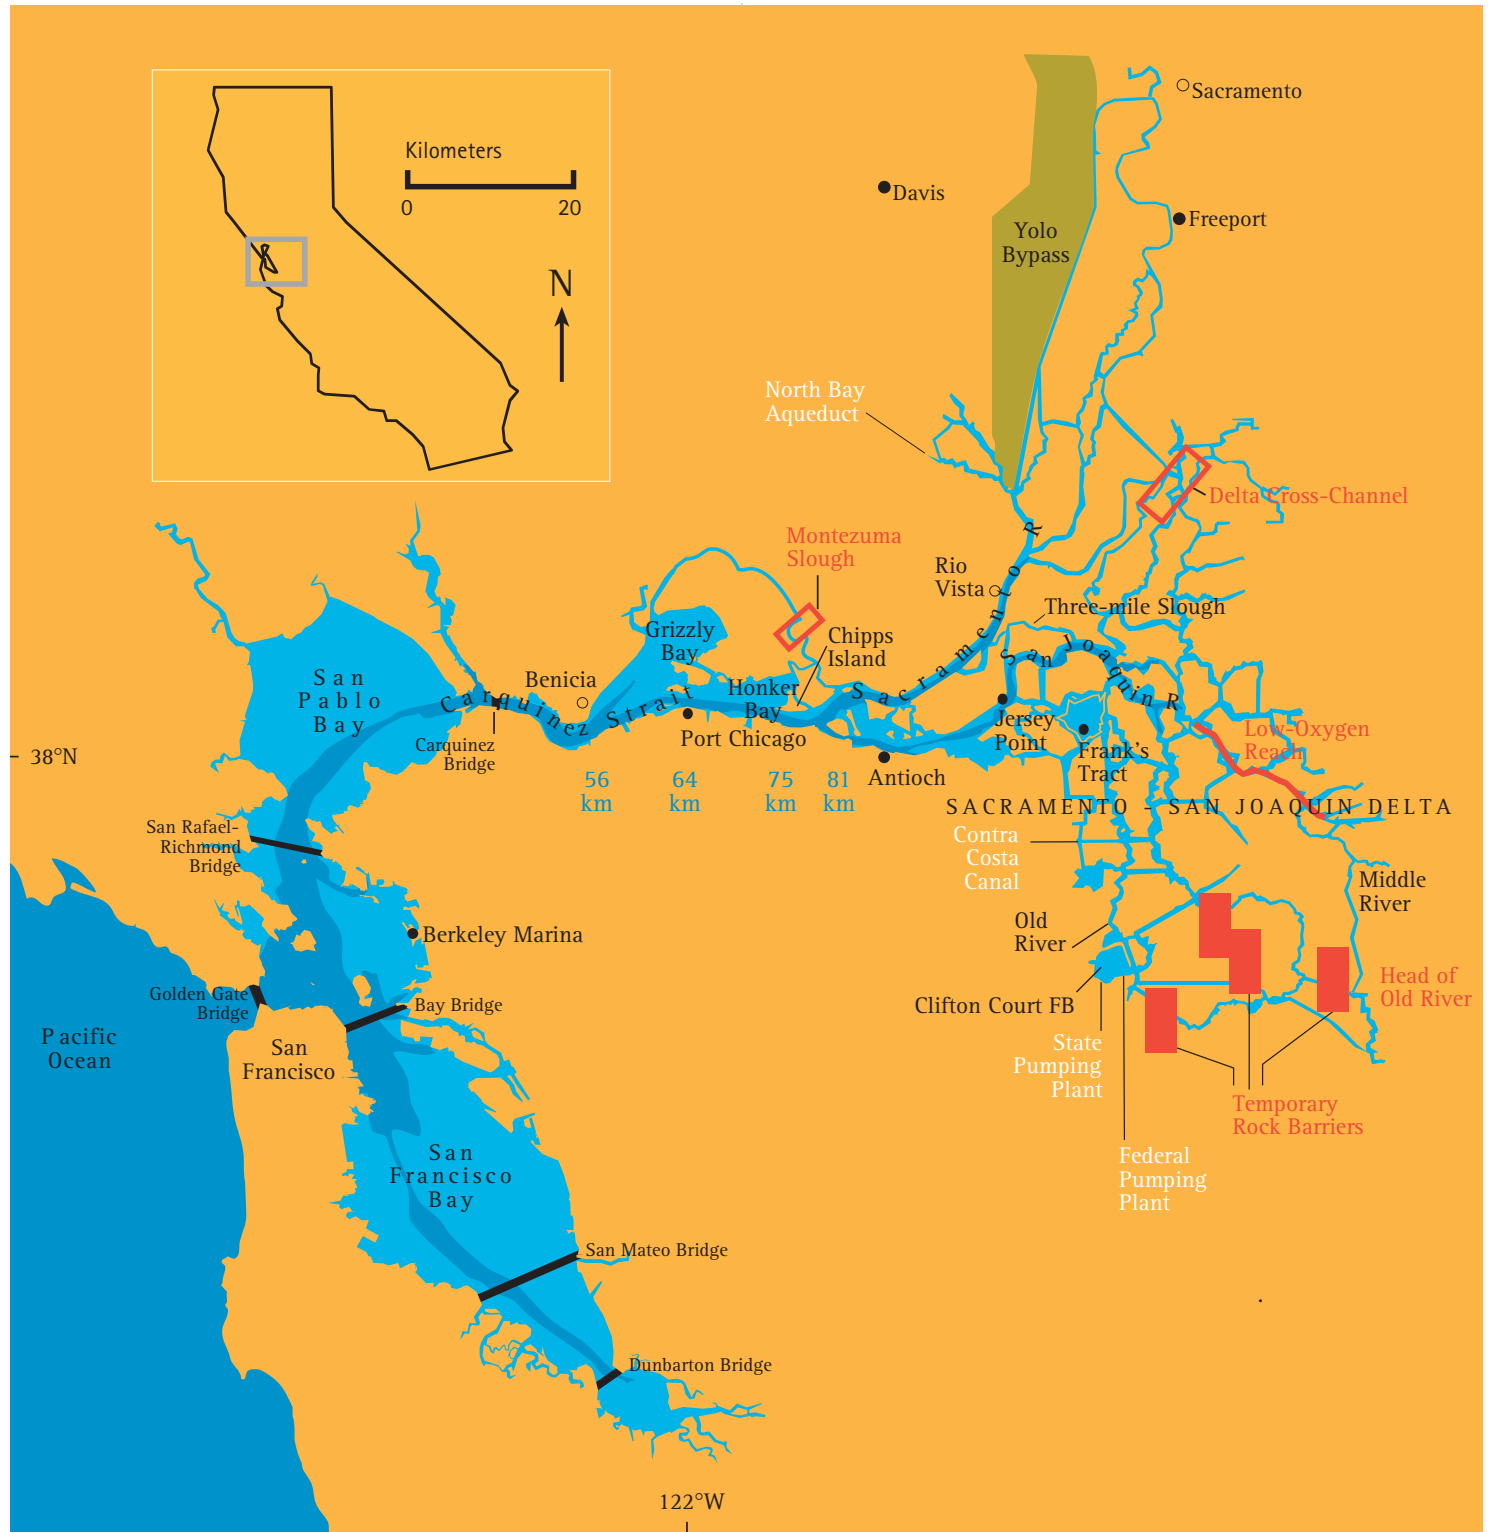 Kilometers
0 20
N
Sacramento
Davis
Freeport
Yolo
Bypass
North Bay
Aqueduct
Delta Cross-Channel
Montezuma
Slough
Rio
Vista
Sacramento R
Three-mile Slough
San Joaquin R
Grizzly
Bay
Chipps
Island
San
Pablo
Bay
Benicia
Carquinez Strait
Honker
Bay
Carquinez
Bridge
Port Chicago
Jersey
Point
Frank's
Tract
Low-Oxygen
Reach
38°N
Antioch
56
km
64
km
75
km
81
km
SACRAMENTO – SAN JOAQUIN DELTA
San Rafael-
Richmond
Bridge
Contra
Costa
Canal
Middle
River
Berkeley Marina
Old
River
Golden Gate
Bridge
Bay Bridge
Clifton Court FB
Head of
Old River
Pacific
Ocean
San
Francisco
State
Pumping
Plant
Temporary
Rock Barriers
San
Francisco
Bay
Federal
Pumping
Plant
San Mateo Bridge
Dunbarton Bridge
122°W